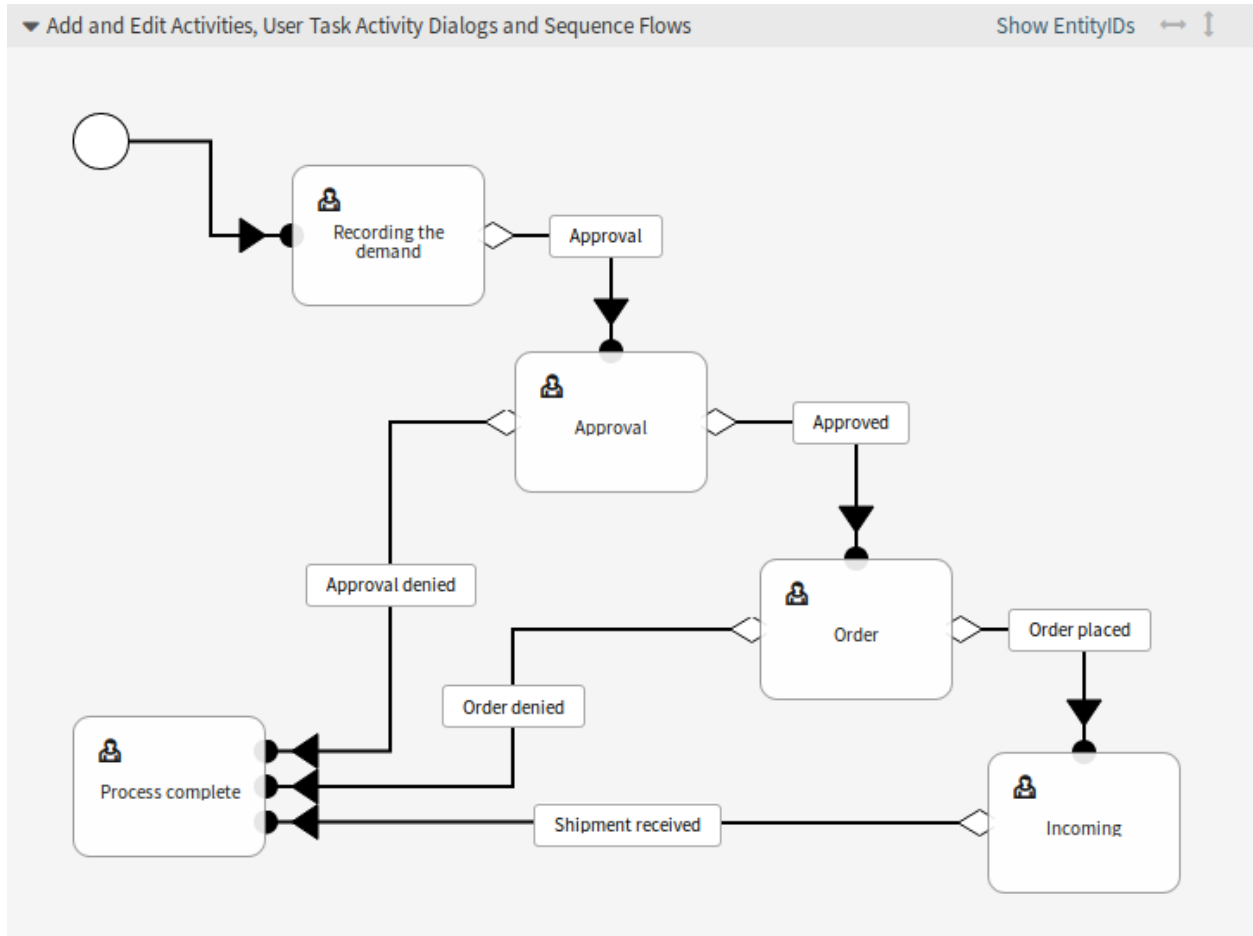 Add and Edit Activities, User Task Activity Dialogs and Sequence Flows
Show EntityIDs
Recording the
demand
Approval
Approval
Approved
Approval denied
Order
Order placed
Order denied
Process complete
Shipment received
Incoming